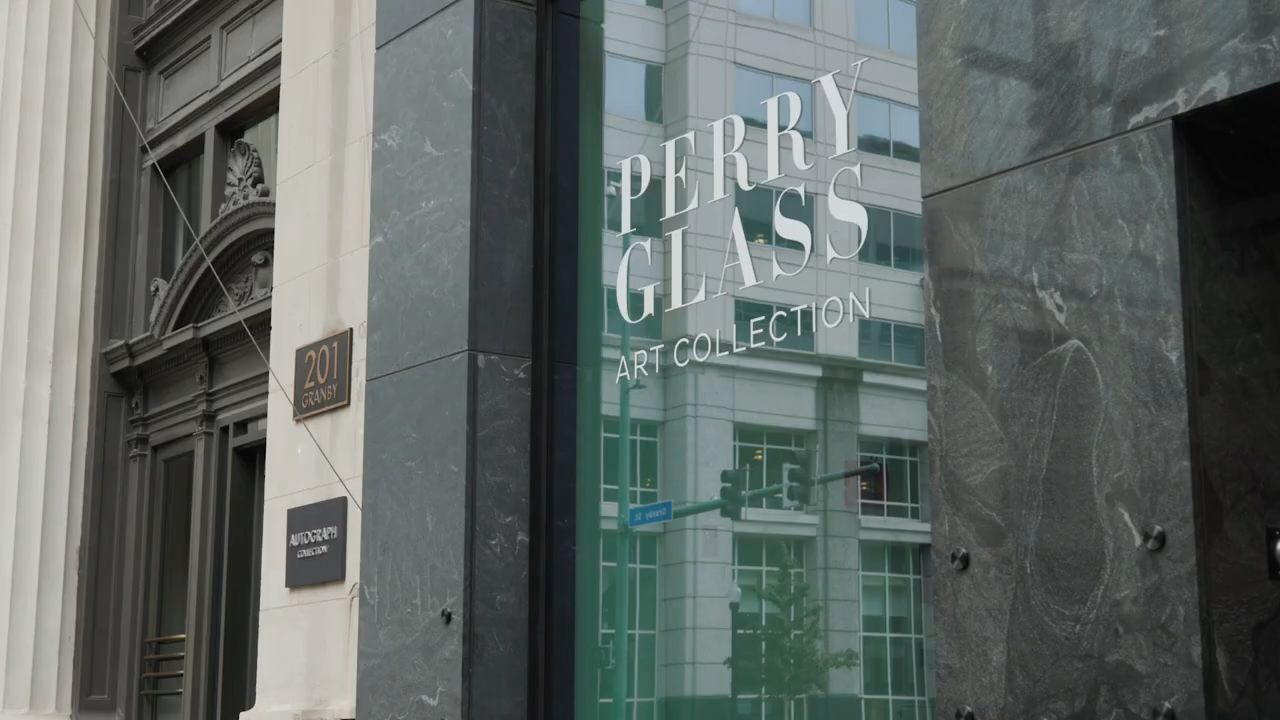 PERRY
GLASS
ART COLLECTION
201
GRANBY
AUTOGRAPH
COLLECTION